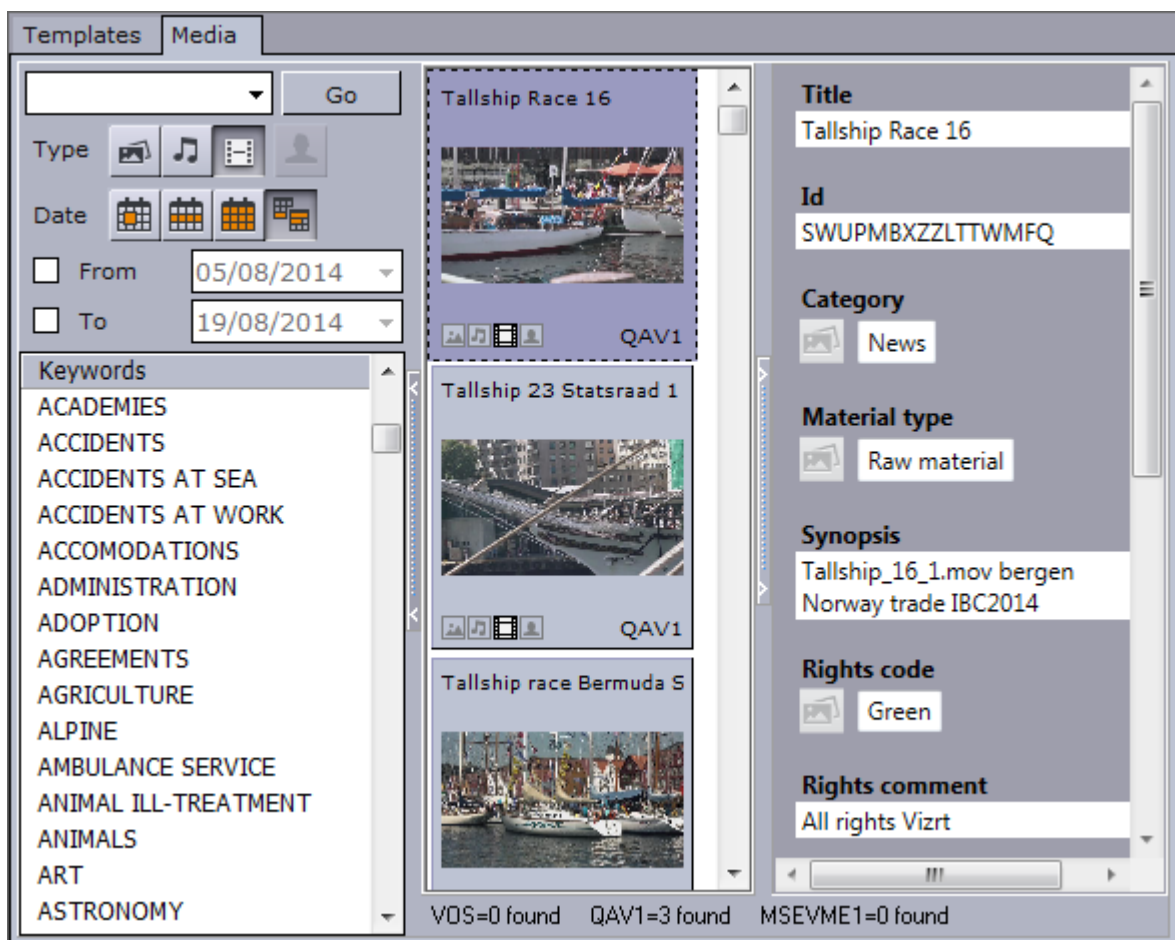 Templates
Media
Go
Type
Date
From
05/08/2014
To
19/08/2014
Keywords
ACADEMIES
ACCIDENTS
ACCIDENTS AT SEA
ACCIDENTS AT WORK
ACCOMODATIONS
ADMINISTRATION
ADOPTION
AGREEMENTS
AGRICULTURE
ALPINE
AMBULANCE SERVICE
ANIMAL ILL-TREATMENT
ANIMALS
ART
ASTRONOMY
Tallship Race 16
QAV1
Tallship 23 Statsraad 1
QAV1
Tallship race Bermuda S
VOS=0 found QAV1=3 found MSEVME1=0 found
Title
Tallship Race 16
Id
SWUPMBXZZLTTWMFQ
Category
News
Material type
Raw material
Synopsis
Tallship_16_1.mov bergen
Norway trade IBC2014
Rights code
Green
Rights comment
All rights Vizrt